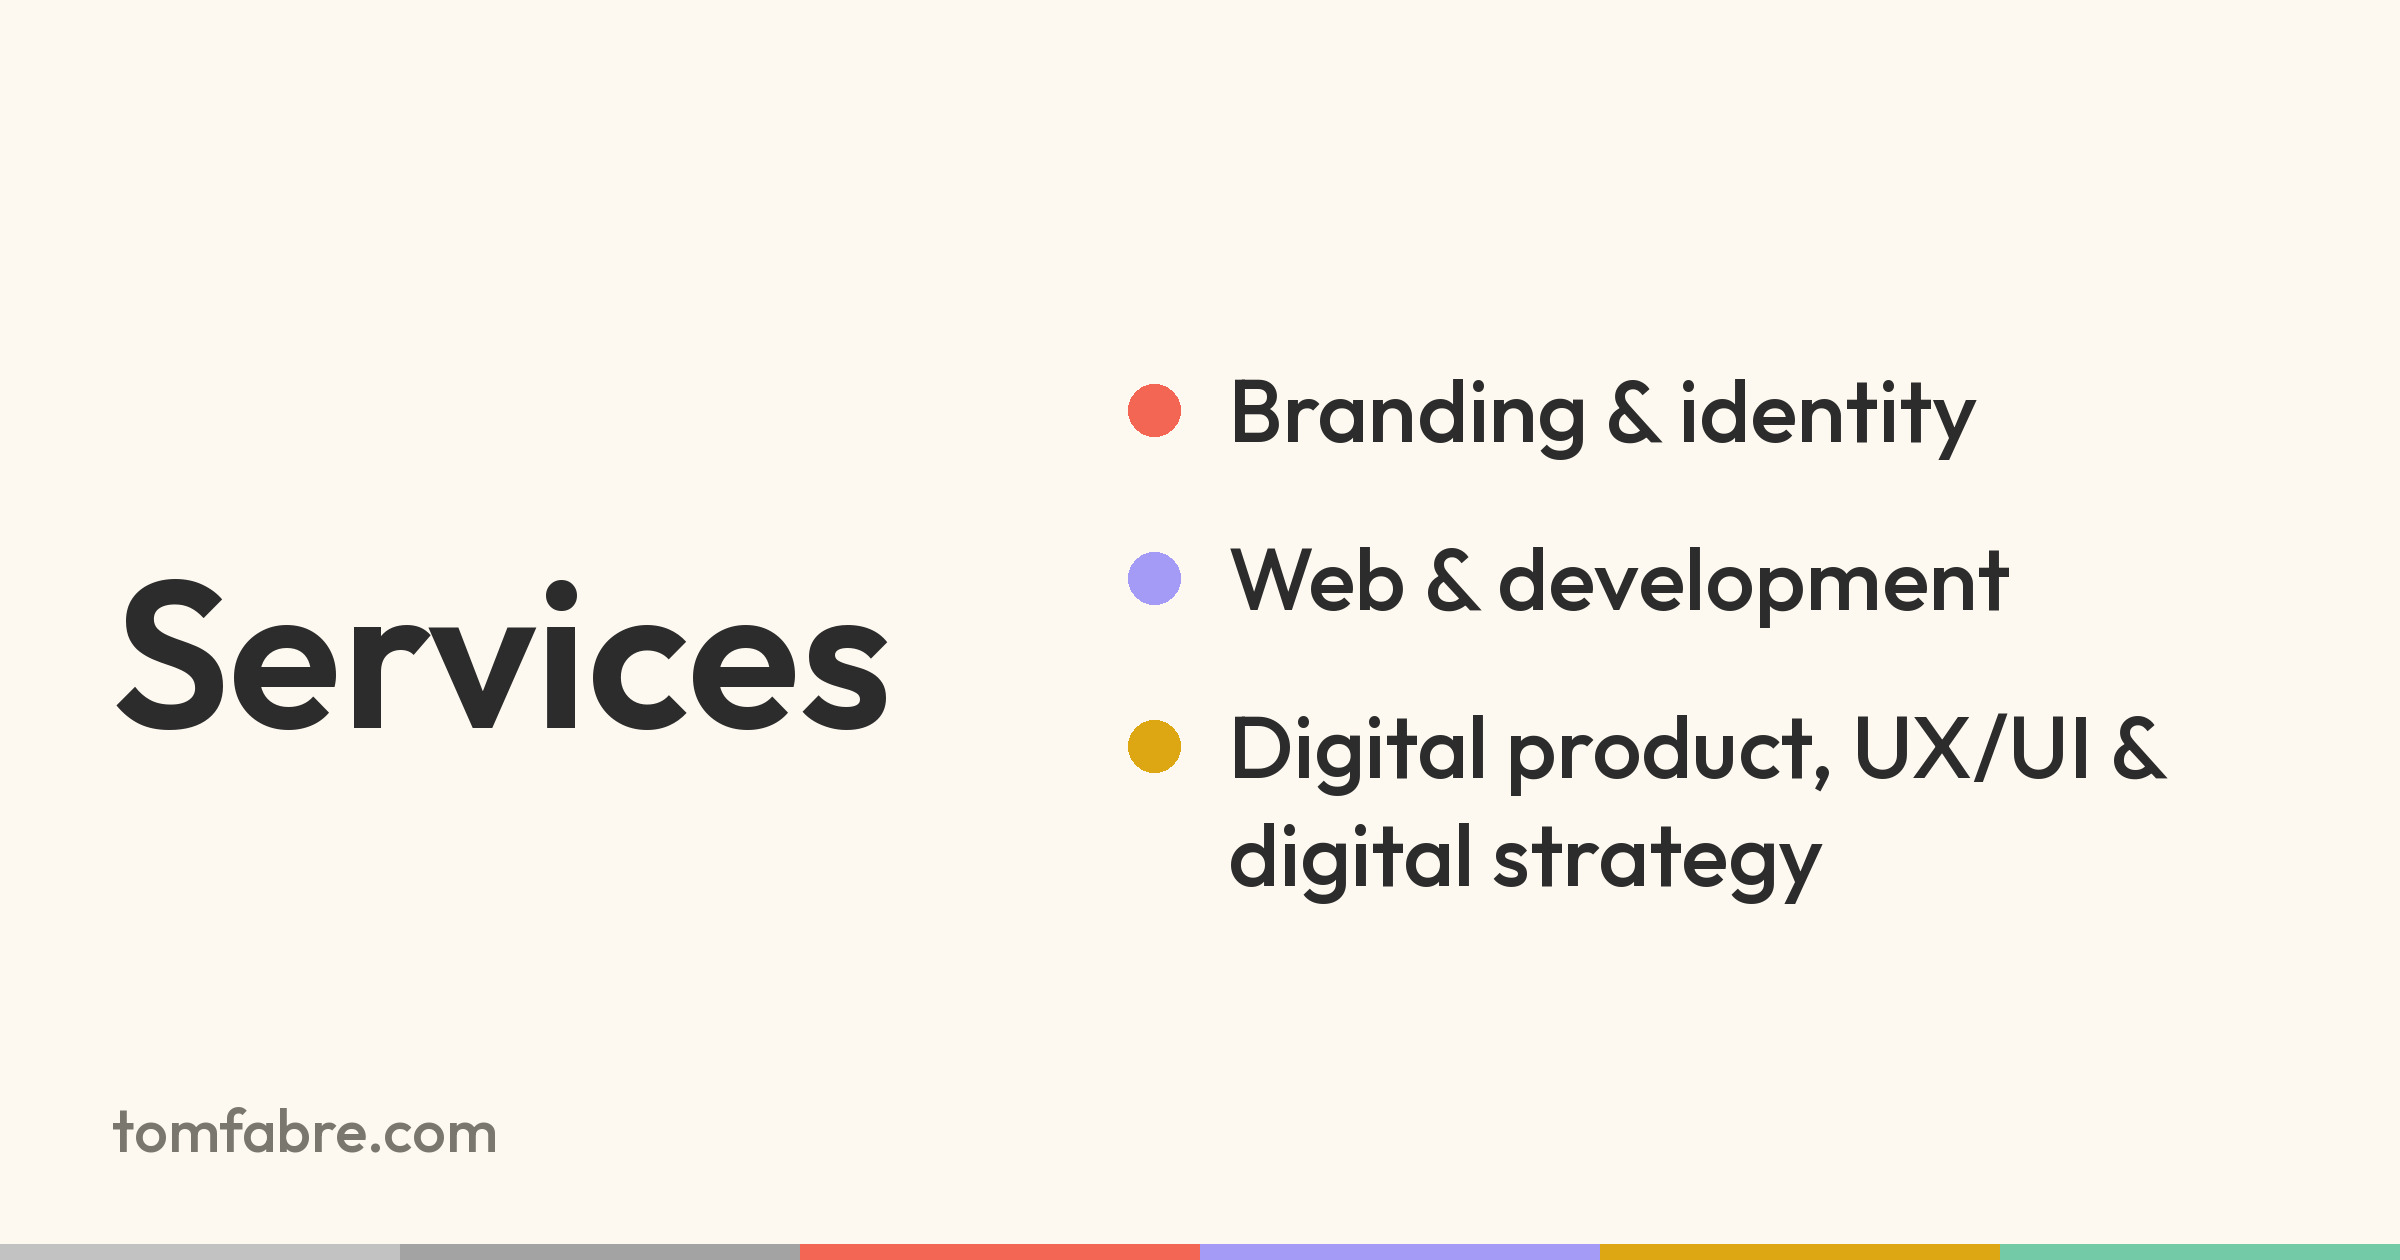 Services
Branding & identity
Web & development
Digital product, UX/UI &
digital strategy
tomfabre.com